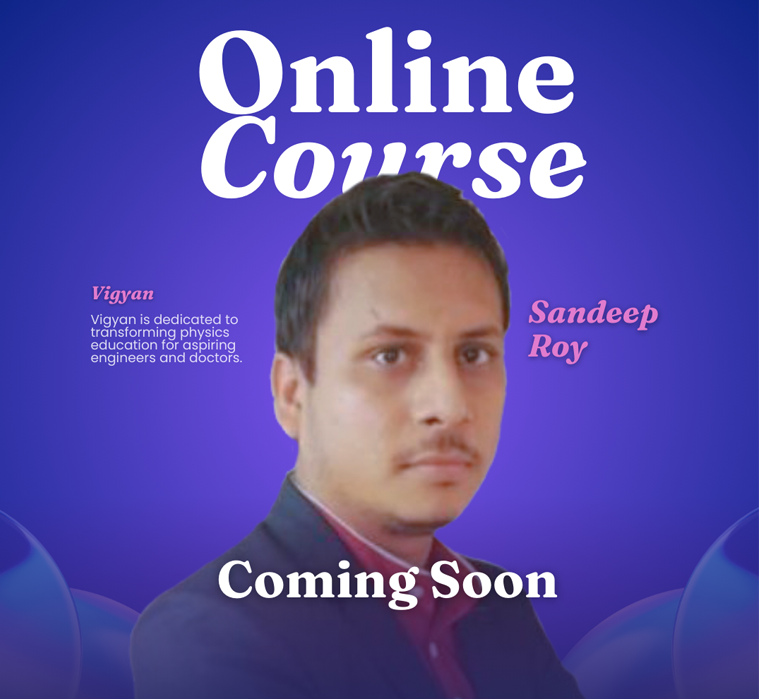 Online
Course
Vigyan
Vigyan is dedicated to
transforming physics
education for aspiring
engineers and doctors.
Sandeep
Roy
Coming Soon